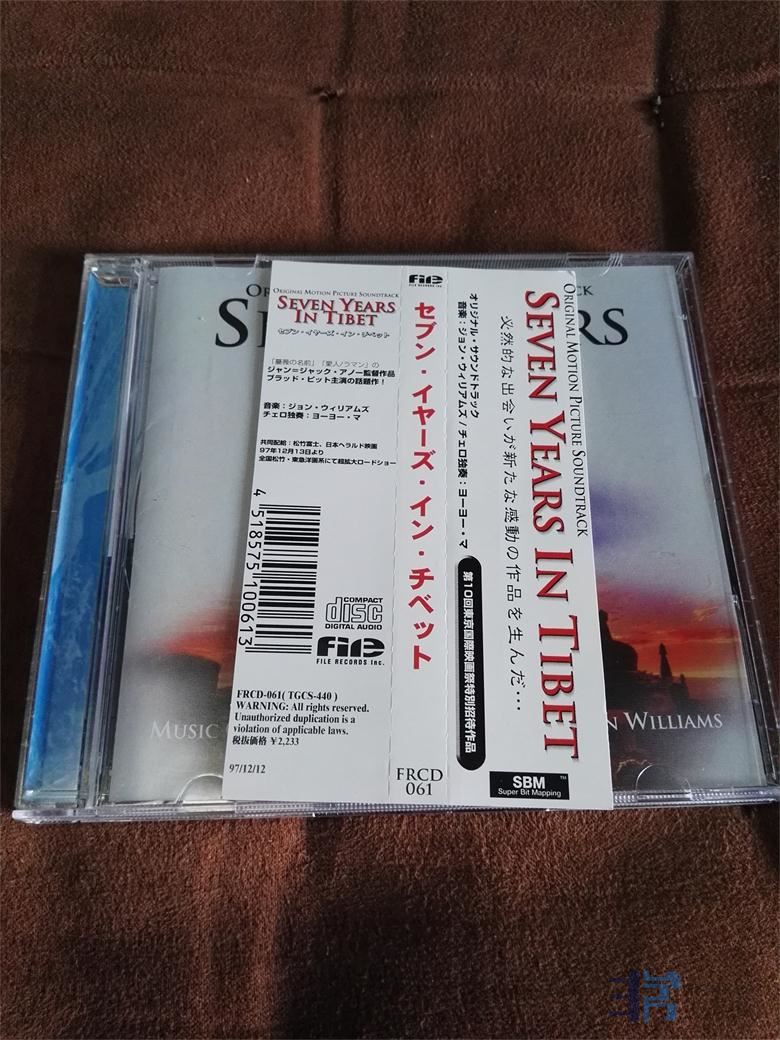 ORIGINAL MOTION PICTURE SOUNDTRACK
SEVEN YEARS
IN TIBET
セブン・イヤーズ・イン・チベット
「薔薇の名前」「愛人/ラマン」の
ジャン=ジャック・アノー監督作品
ブラッド・ピット主演の話題作！
音楽：ジョン・ウィリアムズ
チェロ独奏：ヨーヨー・マ
共同配給：松竹富士、日本ヘラルド映画
97年12月13日より
全国松竹・東急洋画系にて超拡大ロードショー
4 518575 100613
COMPACT
disc
DIGITAL AUDIO
File
FILE RECORDS Inc.
FRCD-061( TGCS-440 )
WARNING: All rights reserved.
Unauthorized duplication is a
violation of applicable laws.
税抜価格 ¥2,233
97/12/12
File
FILE RECORDS INC.
セブン・イヤーズ・イン・チベット
FRCD
061
ORIGINAL MOTION PICTURE SOUNDTRACK
SEVEN YEARS IN TIBET
必然的な出会いが新たな感動の作品を生んだ…
オリジナル・サウンドトラック
音楽：ジョン・ウィリアムズ / チェロ独奏：ヨーヨー・マ
第10回東京国際映画祭特別招待作品
SBM™
Super Bit Mapping
MUSIC
WILLIAMS